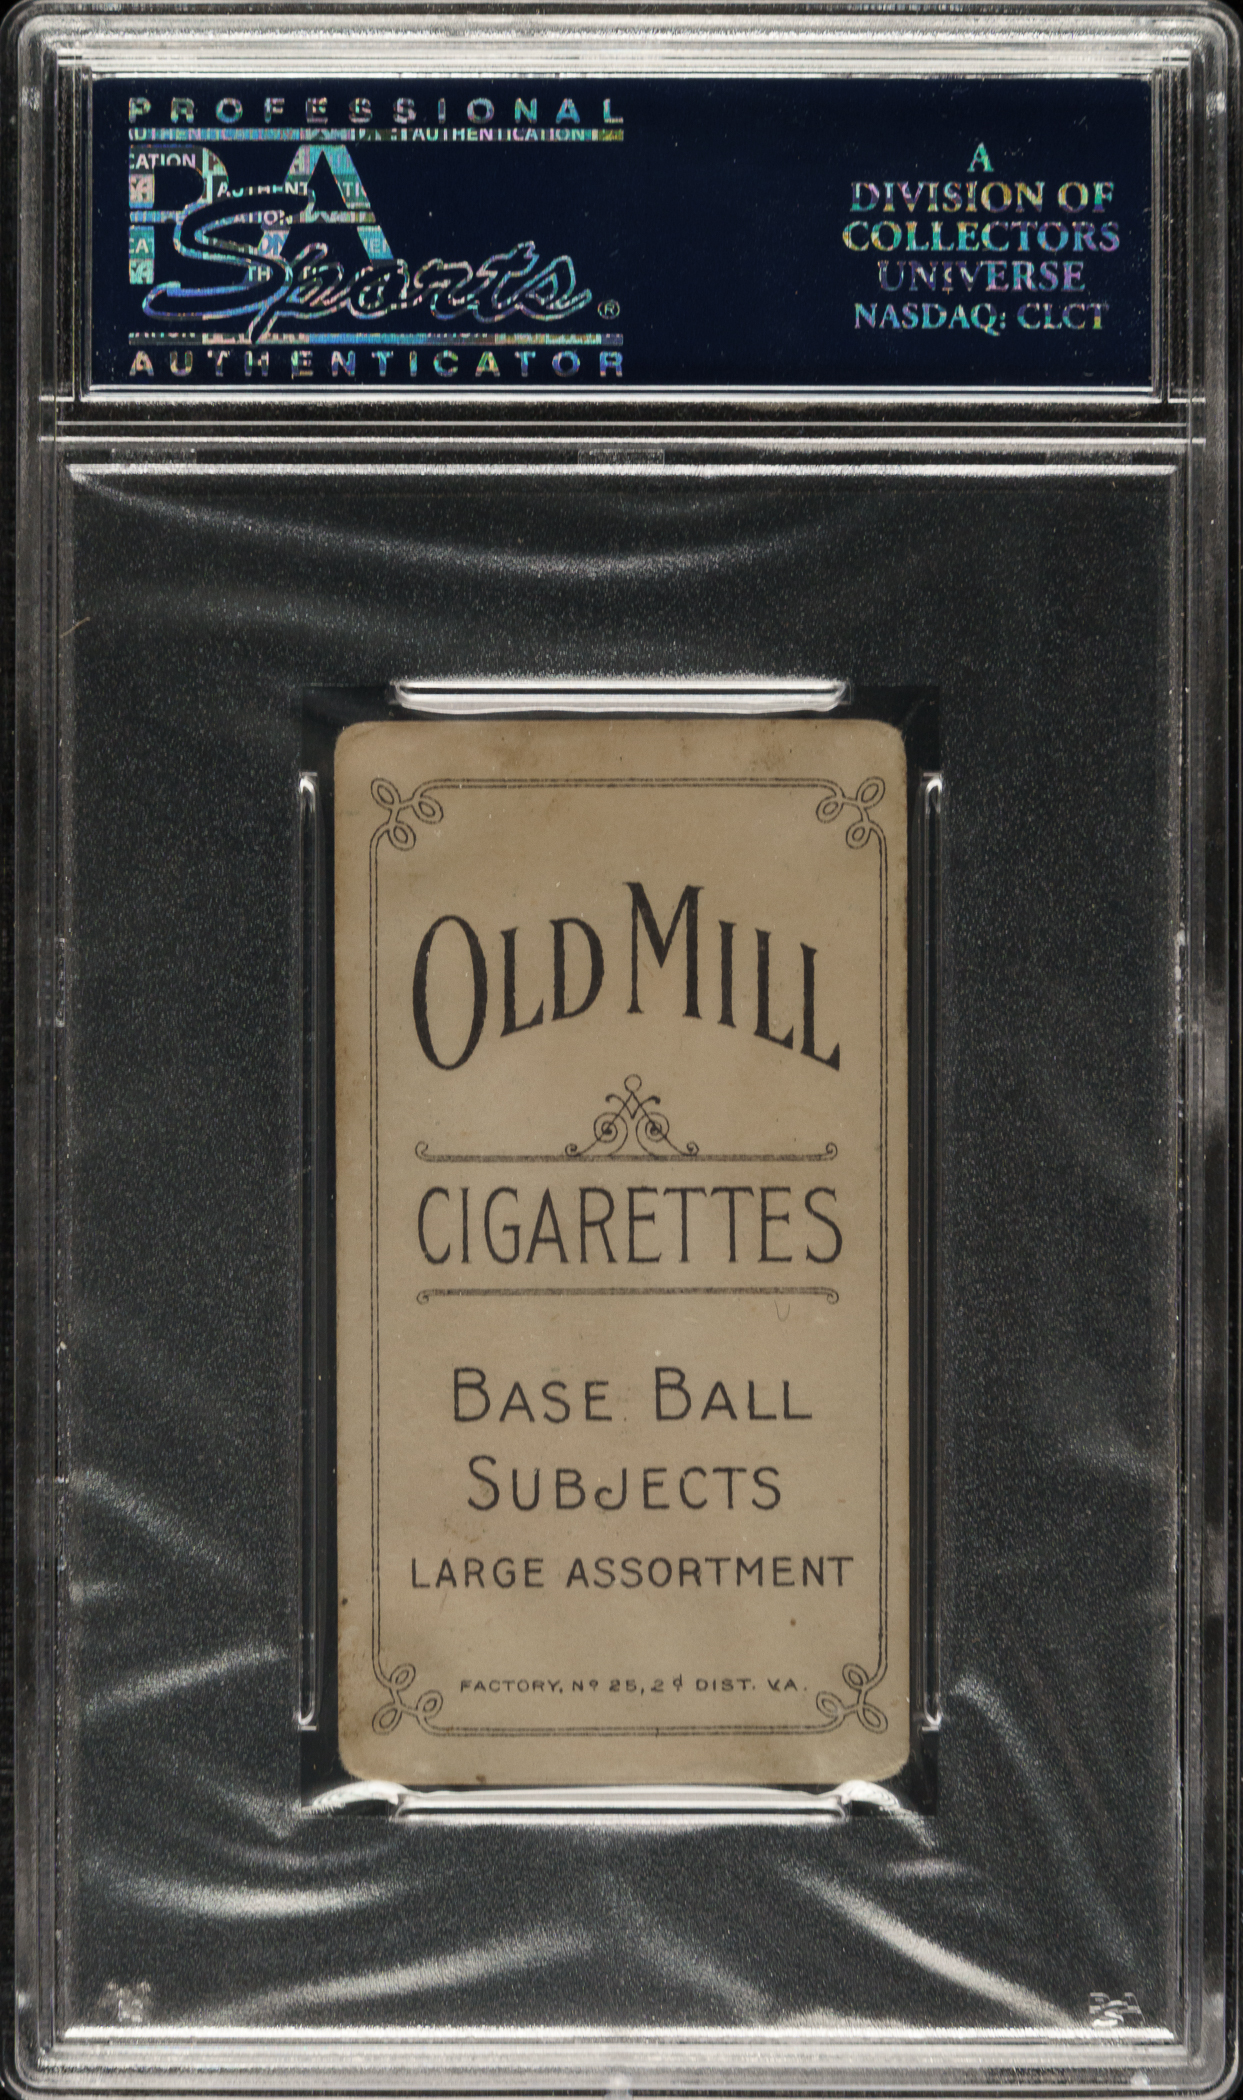 PROFESSIONAL
PSA
Sports®
AUTHENTICATOR
A
DIVISION OF
COLLECTORS
UNIVERSE
NASDAQ: CLCT
OLD MILL
CIGARETTES
BASE BALL
SUBJECTS
LARGE ASSORTMENT
FACTORY, Nº 25, 2ᵈ DIST. VA.